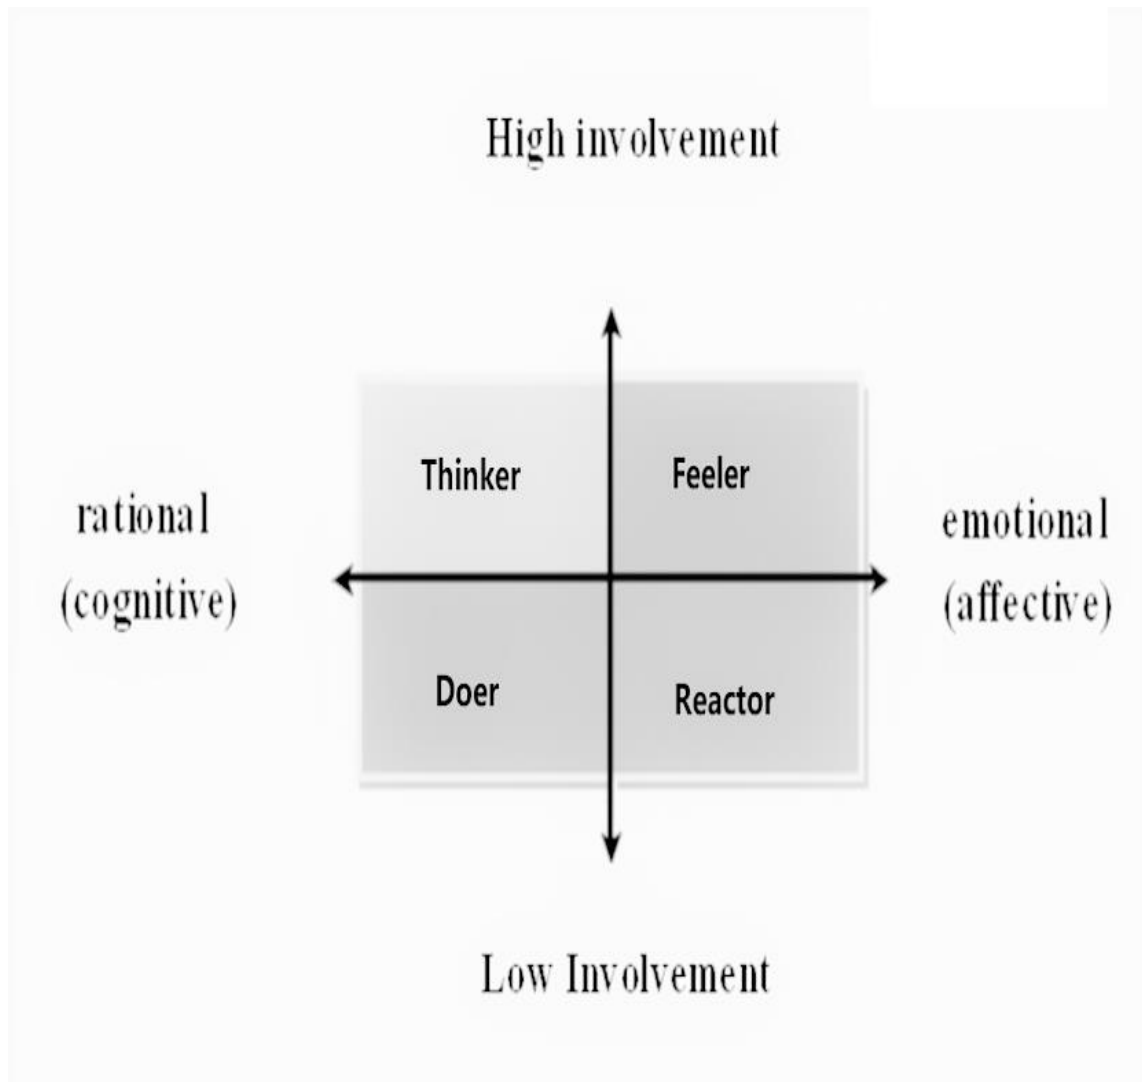 High involvement
Thinker
Feeler
rational
(cognitive)
emotional
(affective)
Doer
Reactor
Low Involvement